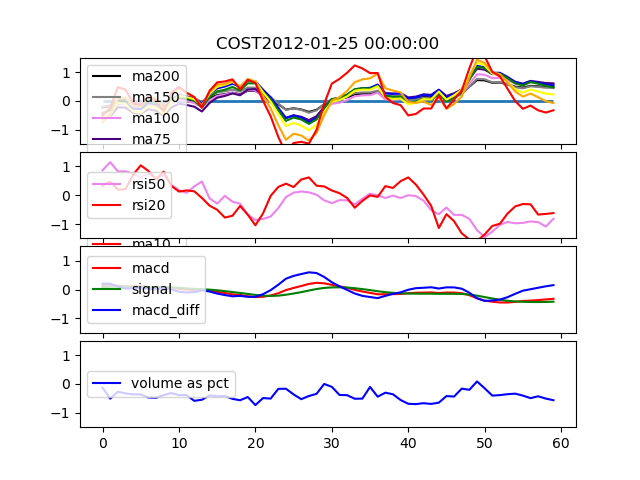 COST2012-01-25 00:00:00
1
0
−1
ma200
ma150
ma100
ma75
1
0
−1
rsi50
rsi20
ma10
1
0
−1
macd
signal
macd_diff
1
0
−1
volume as pct
0 10 20 30 40 50 60